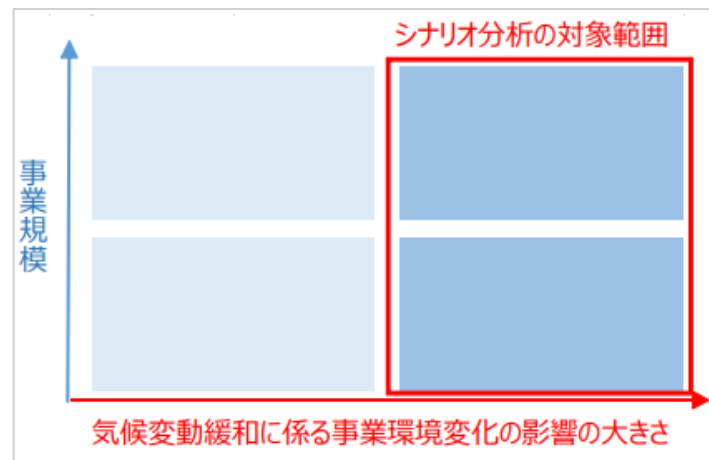 シナリオ分析の対象範囲
事業規模
気候変動緩和に係る事業環境変化の影響の大きさ